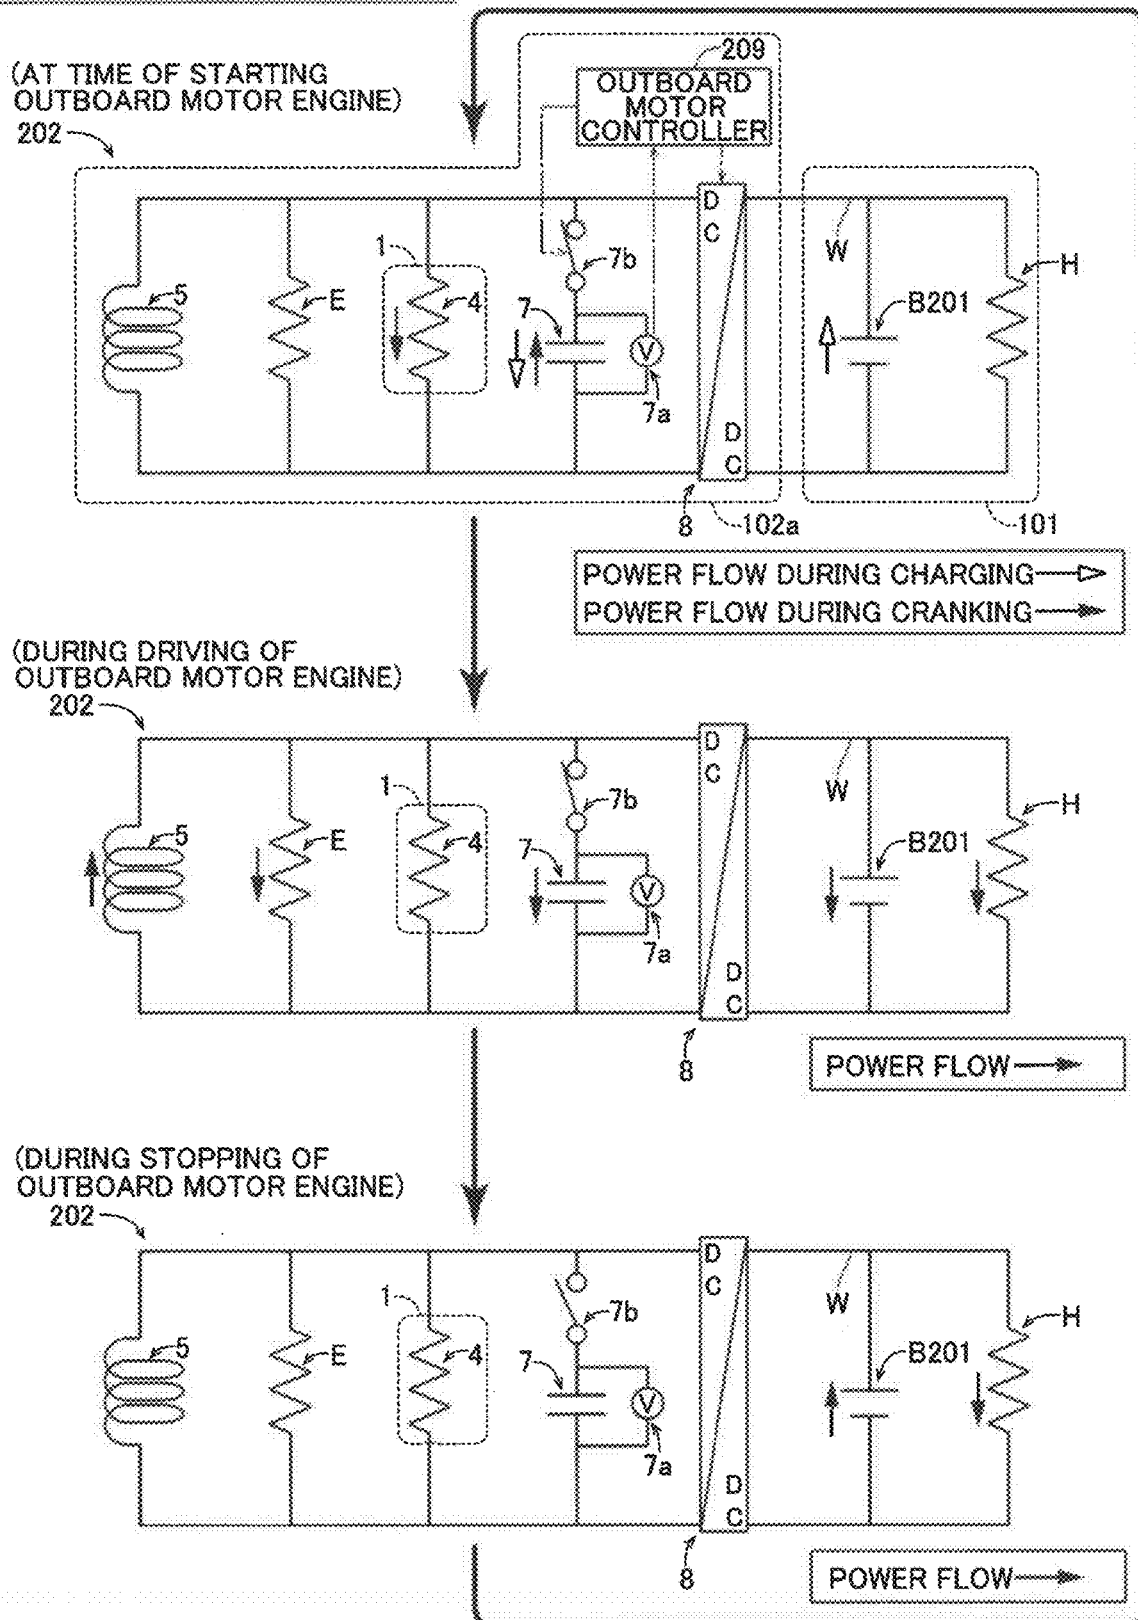 209
(AT TIME OF STARTING
OUTBOARD MOTOR ENGINE)
202
OUTBOARD
MOTOR
CONTROLLER
5
E
1
4
7
7b
V
7a
D
C
D
C
8
W
B201
H
102a
101
POWER FLOW DURING CHARGING
POWER FLOW DURING CRANKING
(DURING DRIVING OF
OUTBOARD MOTOR ENGINE)
202
5
E
1
4
7
7b
V
7a
D
C
D
C
8
W
B201
H
POWER FLOW
(DURING STOPPING OF
OUTBOARD MOTOR ENGINE)
202
5
E
1
4
7
7b
V
7a
D
C
D
C
8
W
B201
H
POWER FLOW